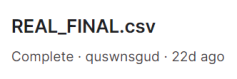 REAL_FINAL.csv
Complete · quswnsgud · 22d ago